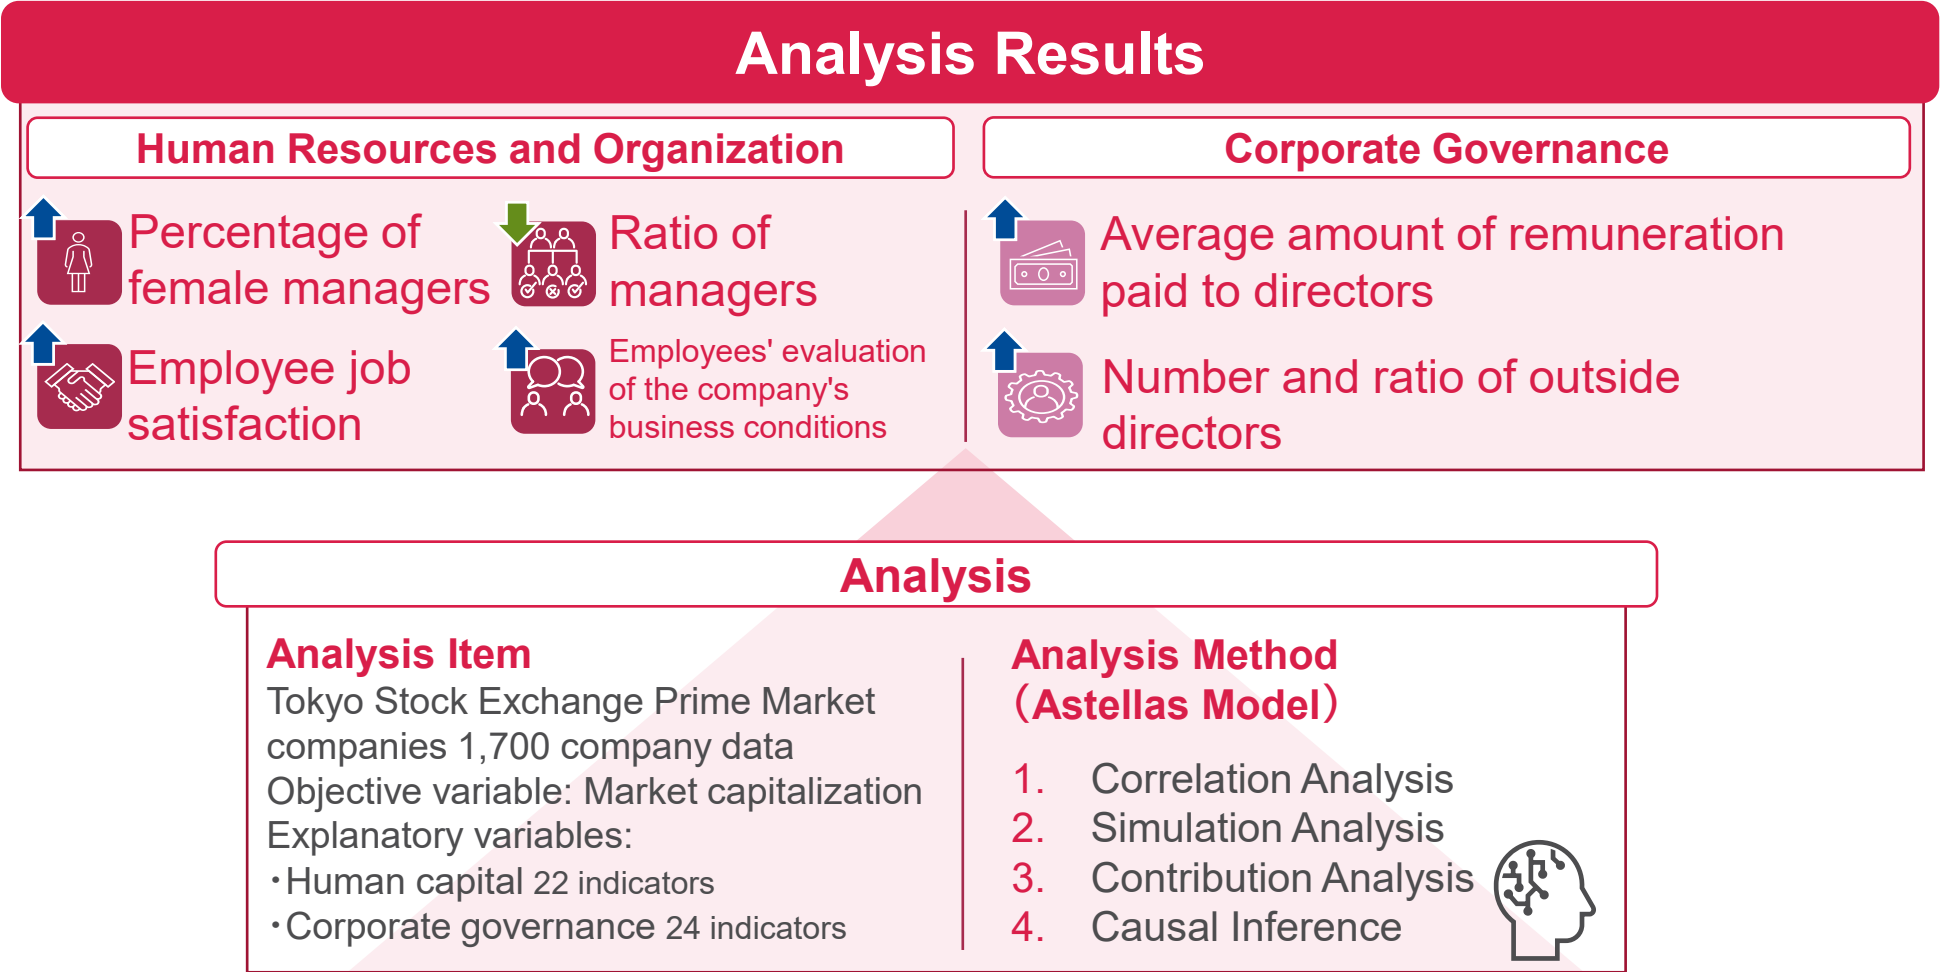 Analysis Results
Human Resources and Organization
Percentage of
female managers
Ratio of
managers
Employee job
satisfaction
Employees' evaluation
of the company's
business conditions
Corporate Governance
Average amount of remuneration
paid to directors
Number and ratio of outside
directors
Analysis
Analysis Item
Tokyo Stock Exchange Prime Market
companies 1,700 company data
Objective variable: Market capitalization
Explanatory variables:
・Human capital 22 indicators
・Corporate governance 24 indicators
Analysis Method
（Astellas Model）
1. Correlation Analysis
2. Simulation Analysis
3. Contribution Analysis
4. Causal Inference